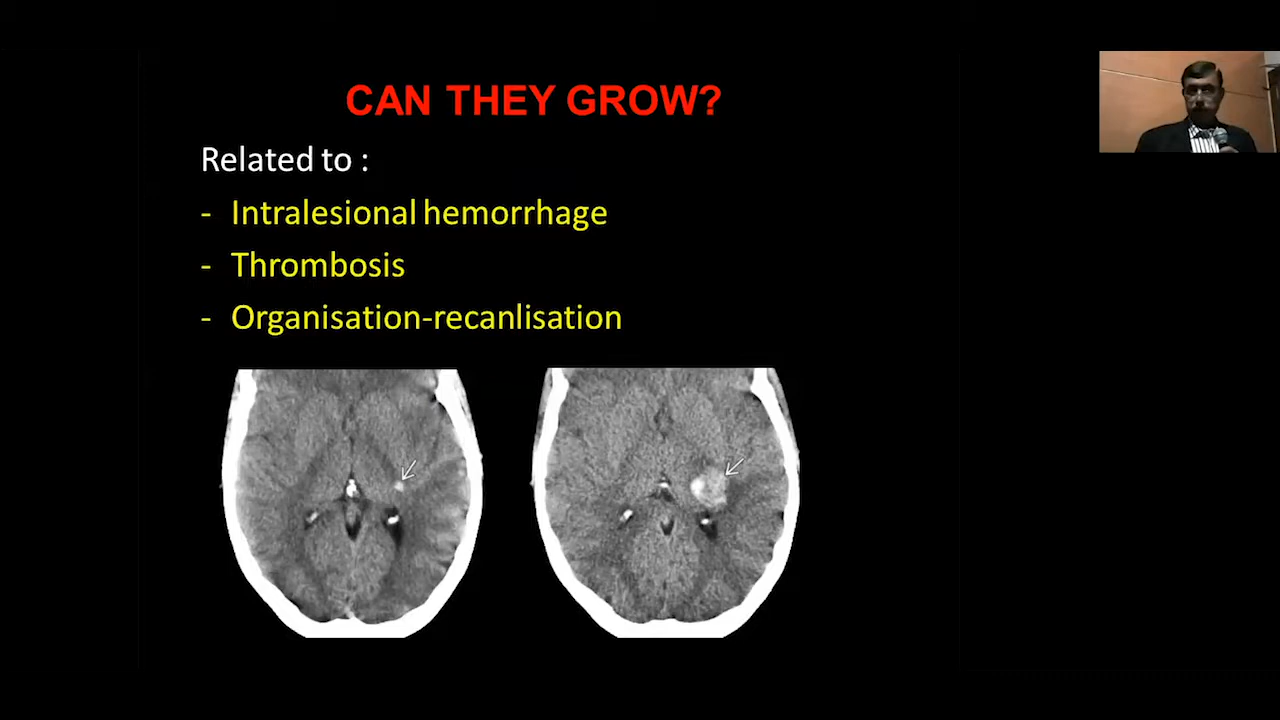 CAN THEY GROW?
Related to :
- Intralesional hemorrhage
- Thrombosis
- Organisation-recanlisation